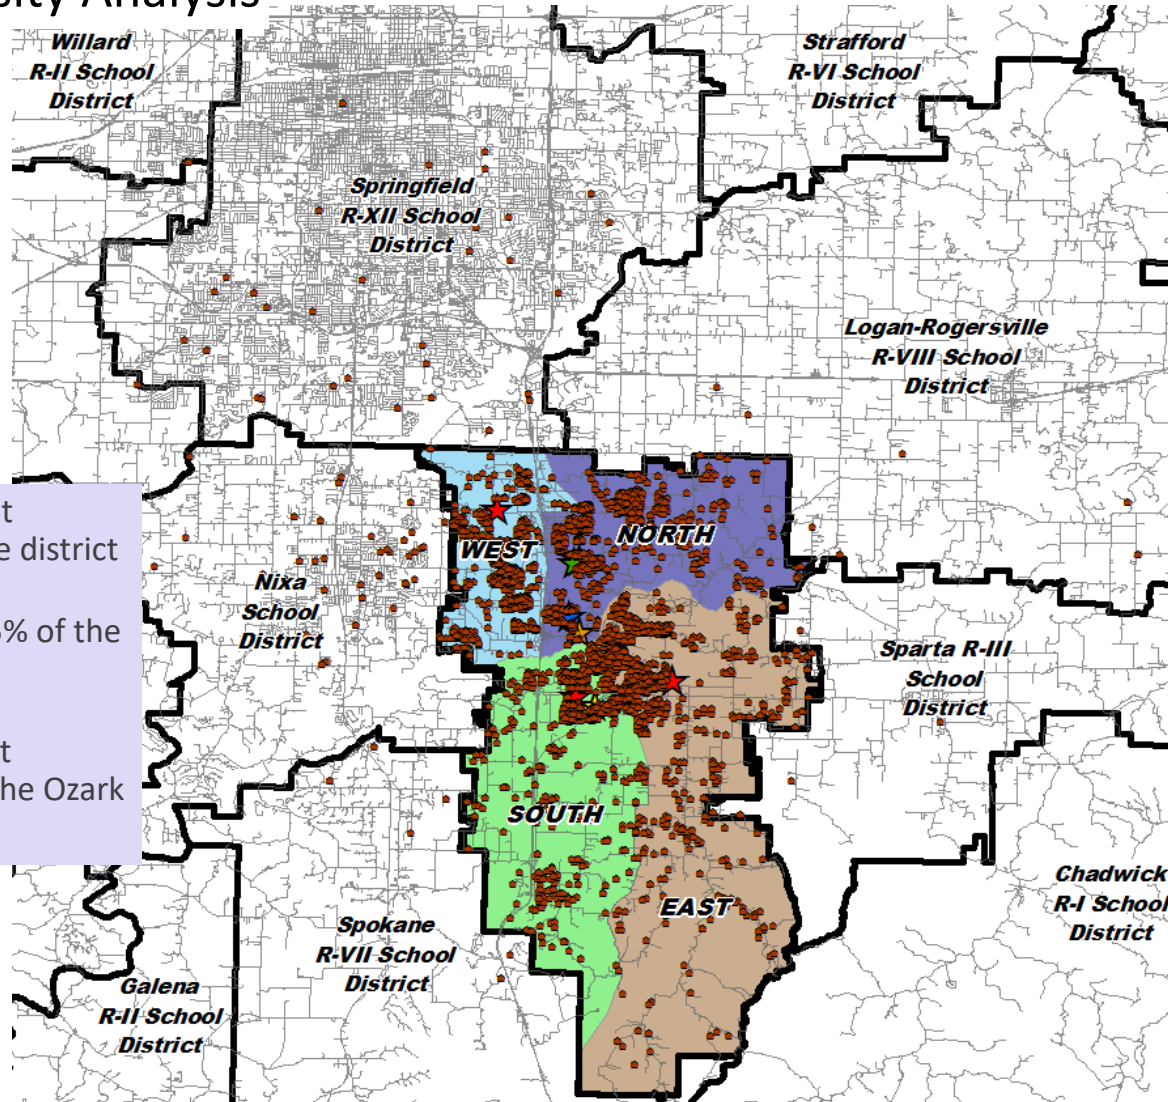 sity Analysis
Willard
R-II School
District
Strafford
R-VI School
District
Springfield
R-XII School
District
Logan-Rogersville
R-VIII School
District
t
e district
% of the
t
he Ozark
NORTH
WEST
Nixa
School
District
Sparta R-III
School
District
SOUTH
EAST
Chadwick
R-I School
District
Spokane
R-VII School
District
Galena
R-II School
District